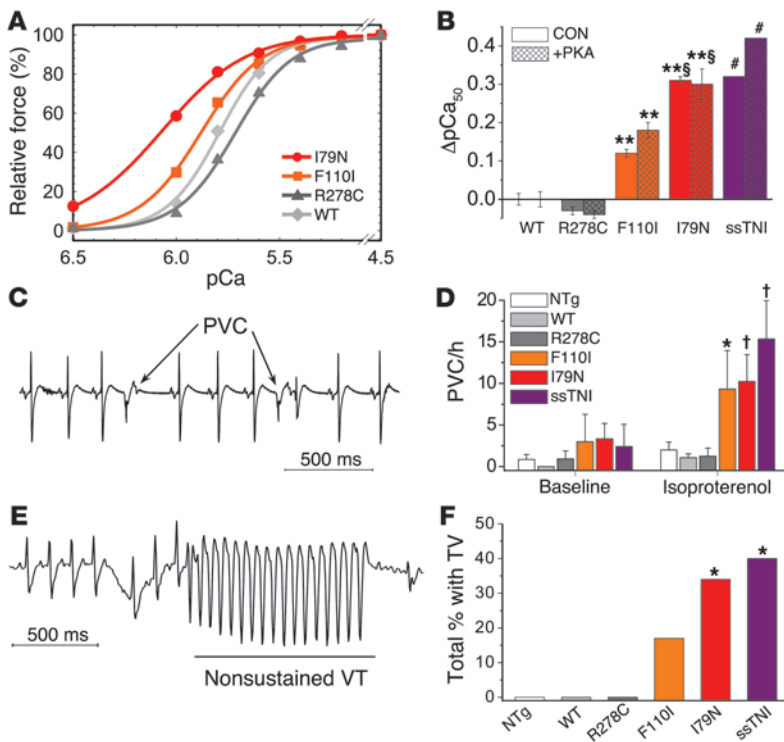 A
Relative force (%)
100
80
60
40
20
0
6.5
6.0
5.5
4.5
pCa
I79N
F110I
R278C
WT
B
ΔpCa50
0.4
0.3
0.2
0.1
0.0
CON
+PKA
**
**
**§
**§
#
#
WT
R278C
F110I
I79N
ssTNI
C
PVC
500 ms
D
PVC/h
20
15
10
5
0
NTg
WT
R278C
F110I
I79N
ssTNI
*
†
†
Baseline
Isoproterenol
E
500 ms
Nonsustained VT
F
Total % with TV
50
40
30
20
10
0
*
*
NTg
WT
R278C
F110I
I79N
ssTNI